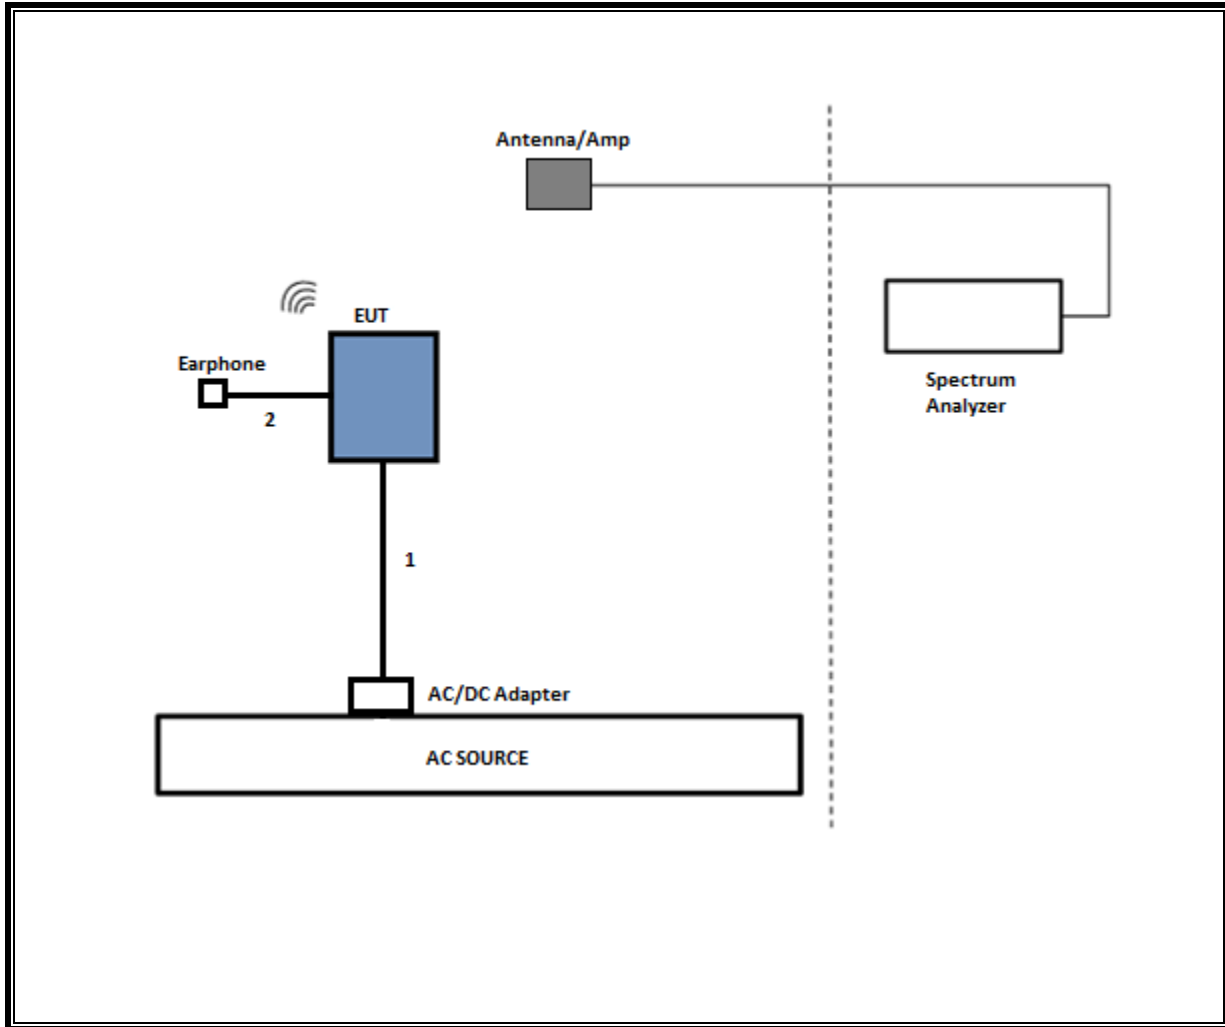 Antenna/Amp
EUT
Earphone
2
Spectrum
Analyzer
1
AC/DC Adapter
AC SOURCE